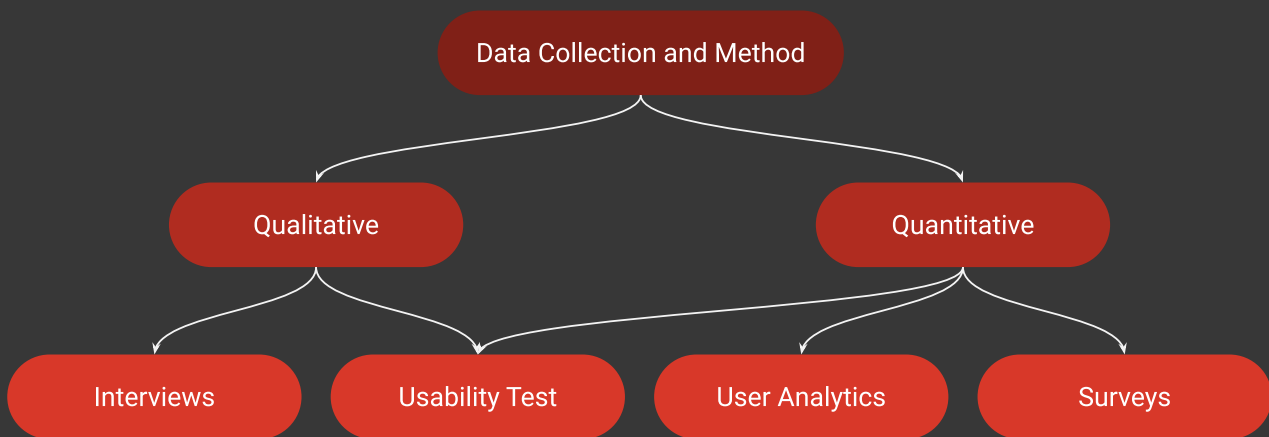 Data Collection and Method
Qualitative
Quantitative
Interviews
Usability Test
User Analytics
Surveys